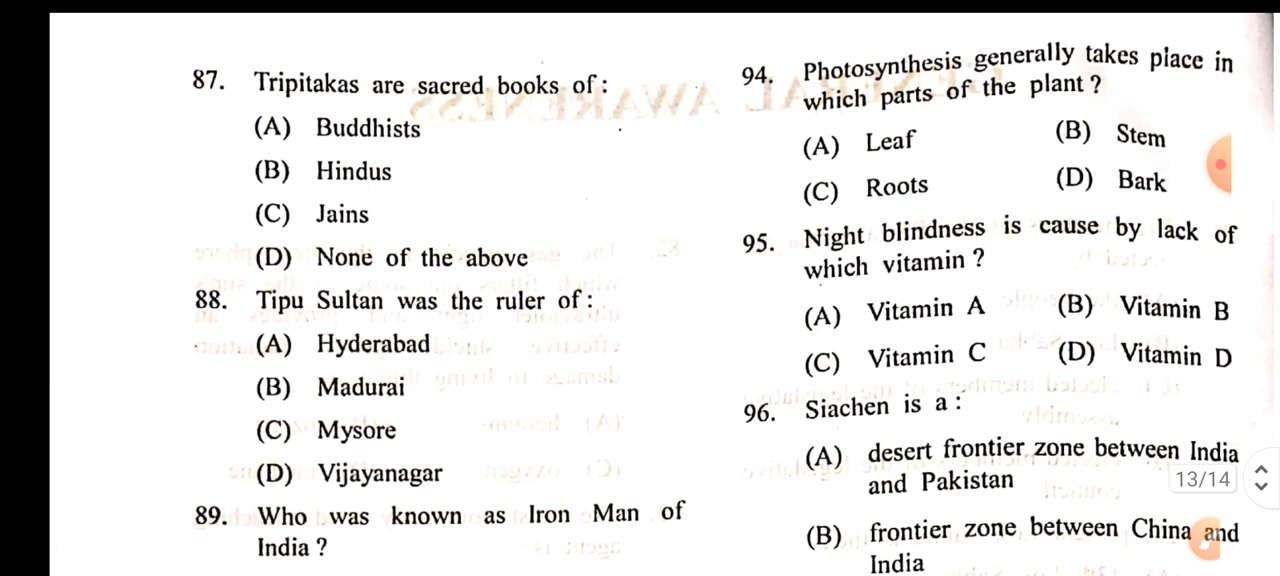 87. Tripitakas are sacred books of :
(A) Buddhists
(B) Hindus
(C) Jains
(D) None of the above
88. Tipu Sultan was the ruler of :
(A) Hyderabad
(B) Madurai
(C) Mysore
(D) Vijayanagar
89. Who was known as Iron Man of
India ?
94. Photosynthesis generally takes place in
which parts of the plant ?
(A) Leaf (B) Stem
(C) Roots (D) Bark
95. Night blindness is cause by lack of
which vitamin ?
(A) Vitamin A (B) Vitamin B
(C) Vitamin C (D) Vitamin D
96. Siachen is a :
(A) desert frontier zone between India
and Pakistan
(B) frontier zone between China and
India
13/14